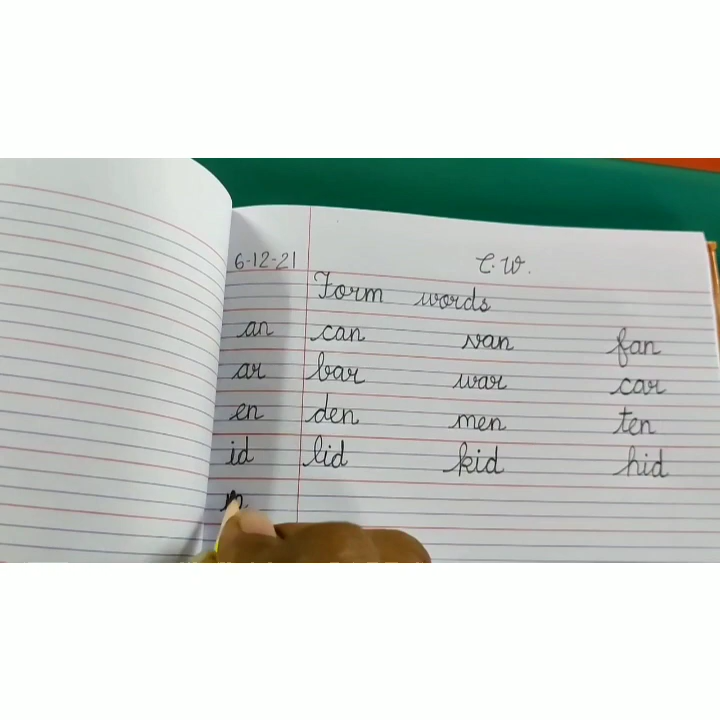 6-12-21 C.W.
Form words
an can van fan
ar bar war car
en den men ten
id lid kid hid